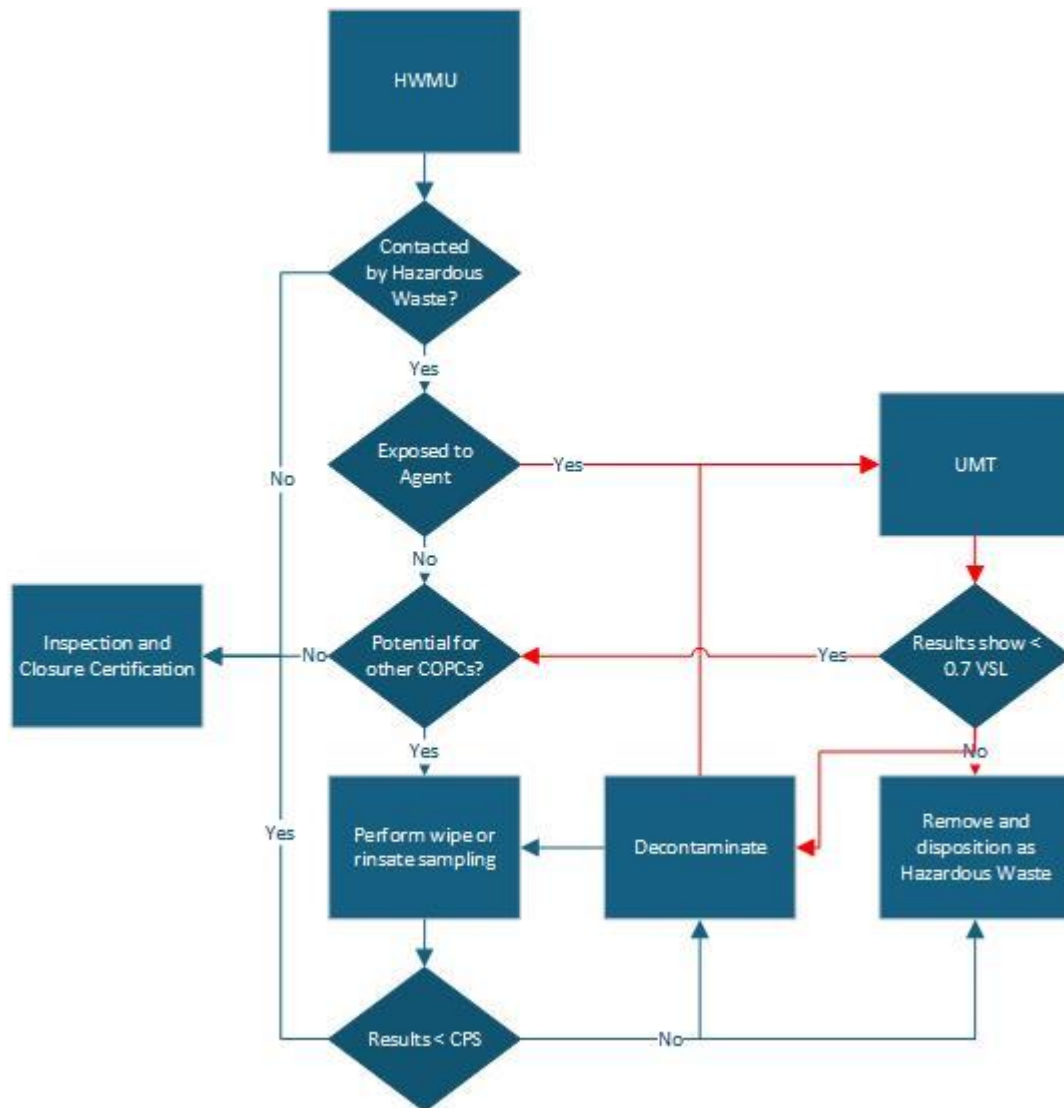 HWMU
Contacted
by Hazardous
Waste?
Yes
No
Exposed to
Agent
Yes
UMT
No
Inspection and
Closure Certification
No
Potential for
other COPCs?
Yes
Results show <
0.7 VSL
Yes
No
Yes
Perform wipe or
rinsate sampling
Decontaminate
Remove and
disposition as
Hazardous Waste
Results < CPS
No